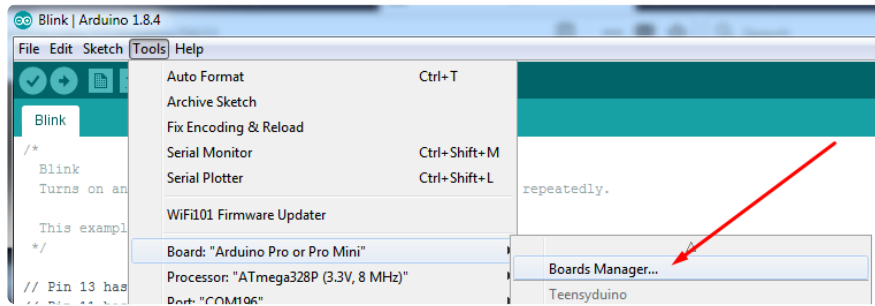 Blink | Arduino 1.8.4
File Edit Sketch Tools Help
Auto Format Ctrl+T
Archive Sketch
Blink
Fix Encoding & Reload
/*
Serial Monitor Ctrl+Shift+M
Blink
Serial Plotter Ctrl+Shift+L
Turns on an repeatedly.
WiFi101 Firmware Updater
This exampl
*/
Board: "Arduino Pro or Pro Mini"
Boards Manager...
Processor: "ATmega328P (3.3V, 8 MHz)"
// Pin 13 has
Teensyduino
Port: "COM196"
// Pin 11 has